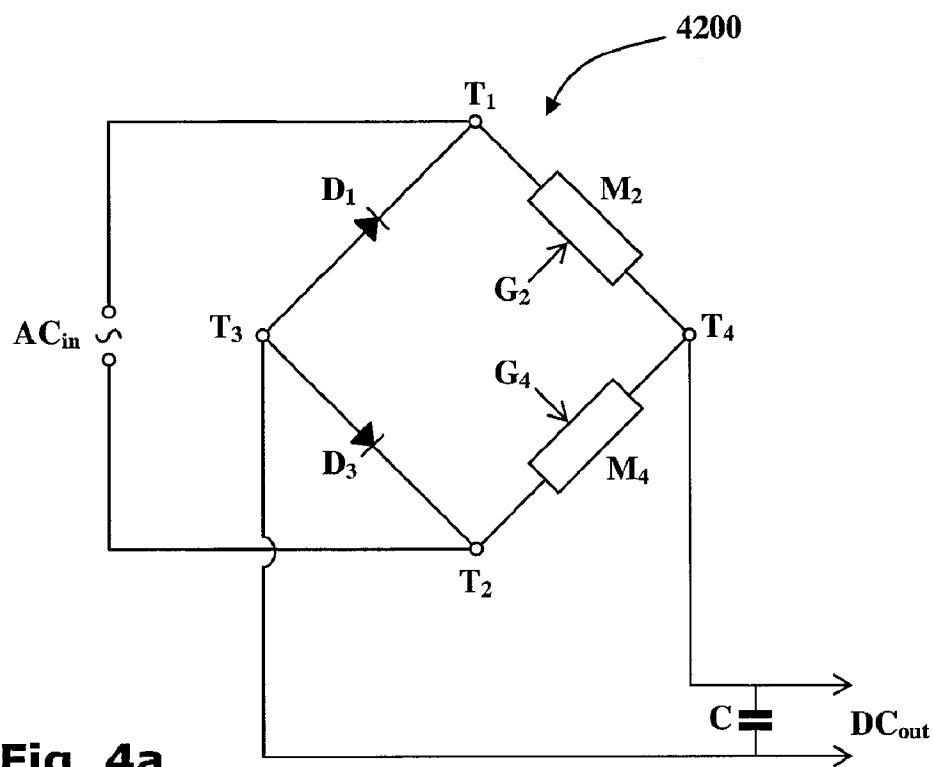 4200
T₁
D₁
M₂
G₂
ACᵢₙ
T₃
T₄
G₄
D₃
M₄
T₂
C
DCₒᵤₜ
Fig. 4a